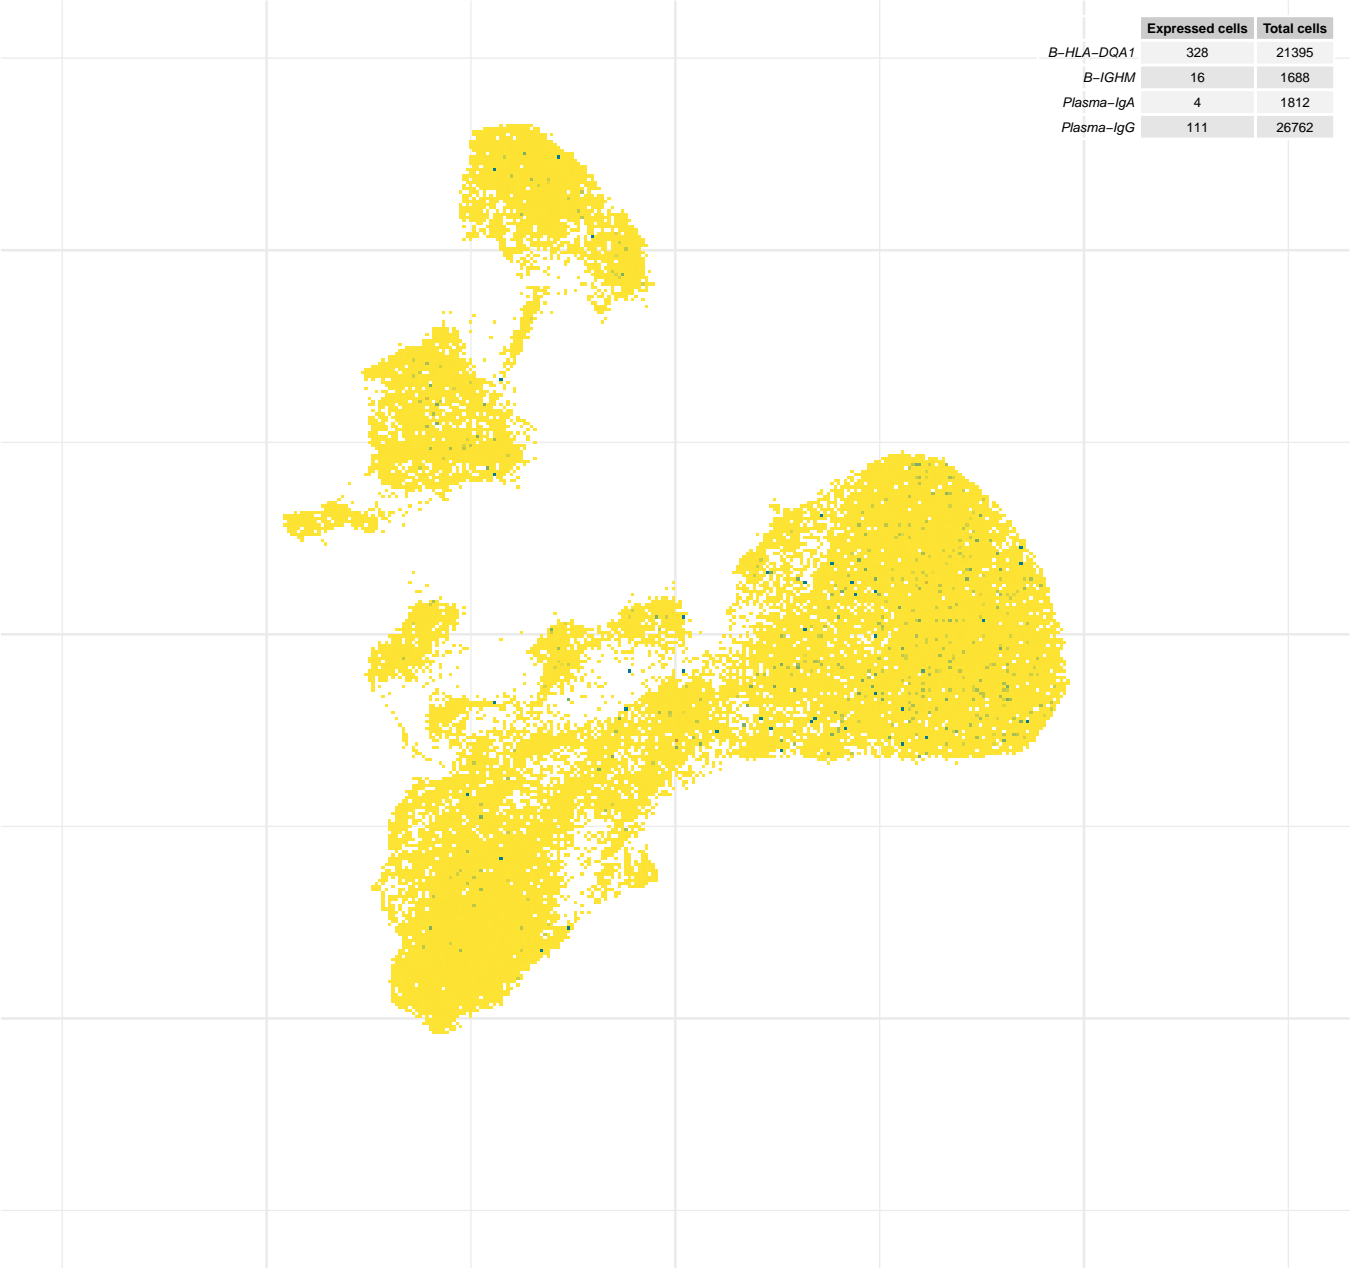 Expressed cells Total cells
B−HLA−DQA1 328 21395
B−IGHM 16 1688
Plasma−IgA 4 1812
Plasma−IgG 111 26762